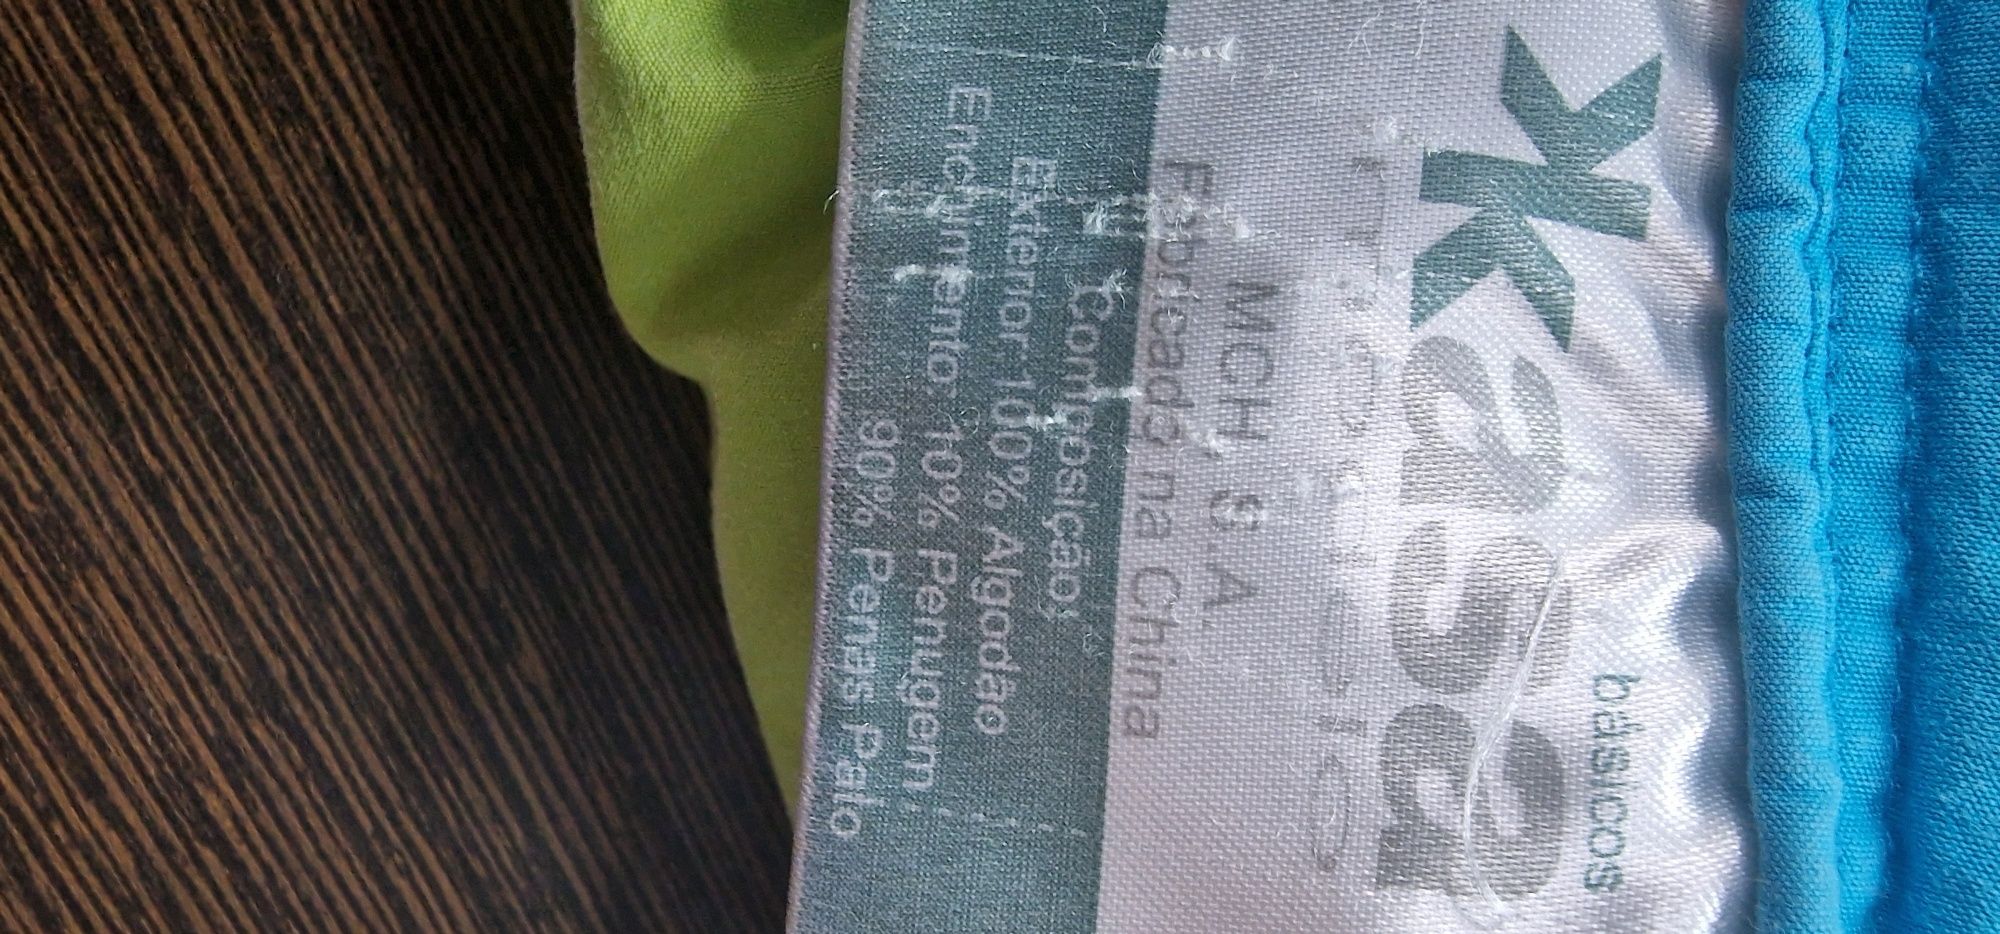 básicos
kasa
MCH S.A.
Fabricado na China
Composição:
Exterior 100% Algodão
Enchimento 10% Penugem,
90% Penas Pato